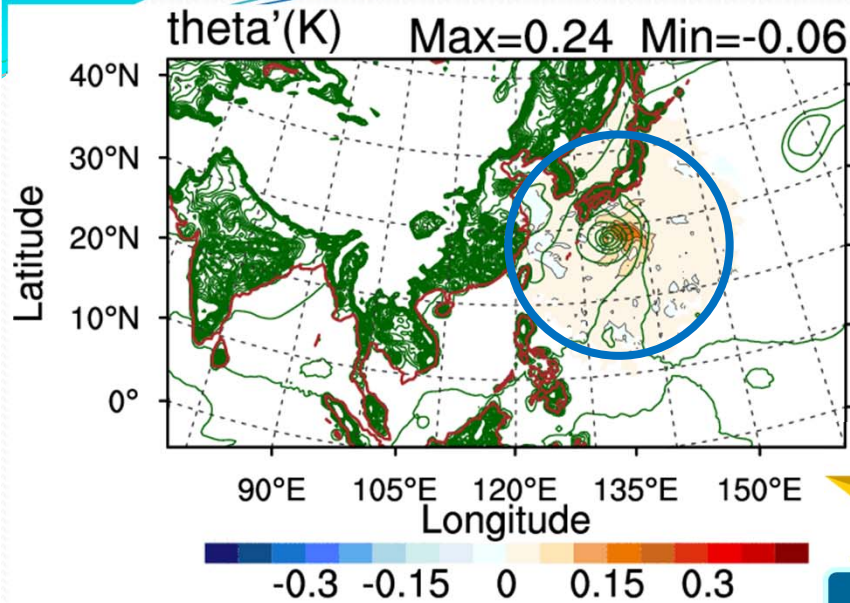 theta’(K) Max=0.24 Min=-0.06
40°N
30°N
20°N
10°N
0°
Latitude
90°E 105°E 120°E 135°E 150°E
Longitude
-0.3 -0.15 0 0.15 0.3